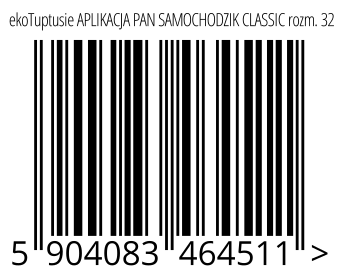 ekoTuptusie APLIKACJA PAN SAMOCHODZIK CLASSIC rozm. 32
5 904083 464511 >